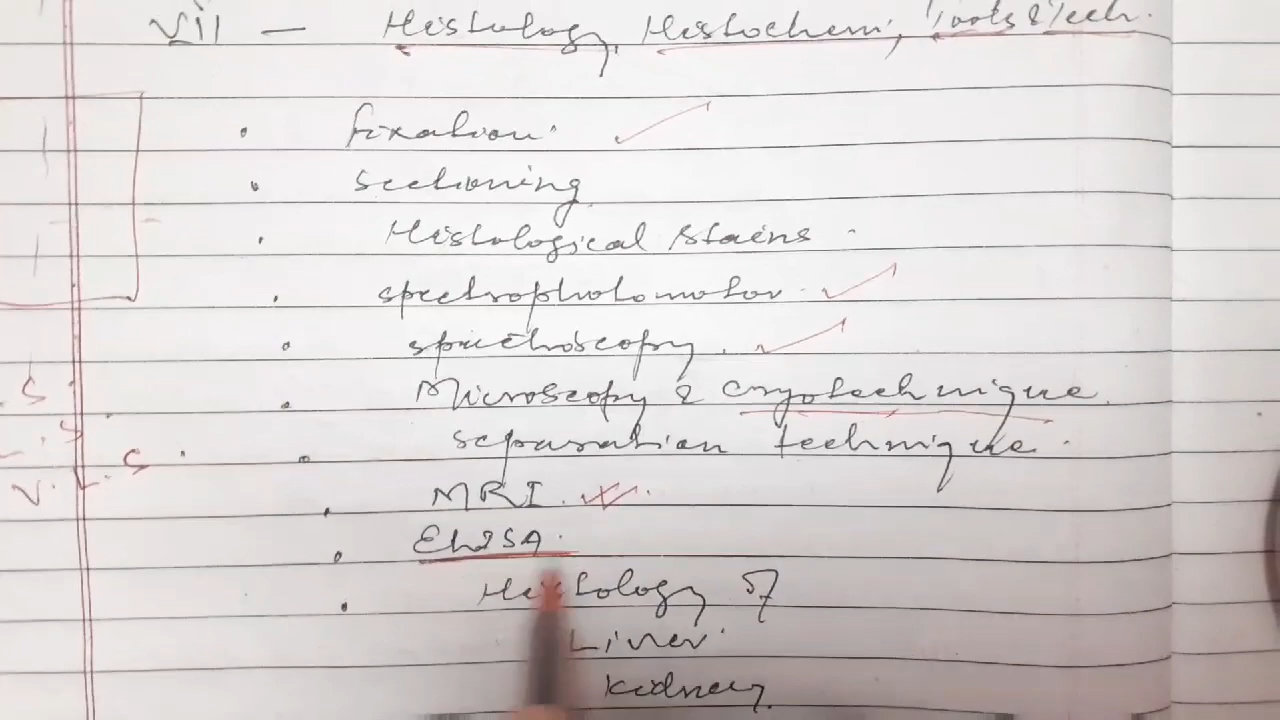 Vii — Histology, Histochem; Tools & Tech.
• fixation.
• sectioning
• Histological stains
• spectrophotometer
• spectroscopy.
• Microscopy & cryotechnique.
• separation technique.
• MRI.
• ELISA.
• Histology of
Liver
kidney
S
V. L. S